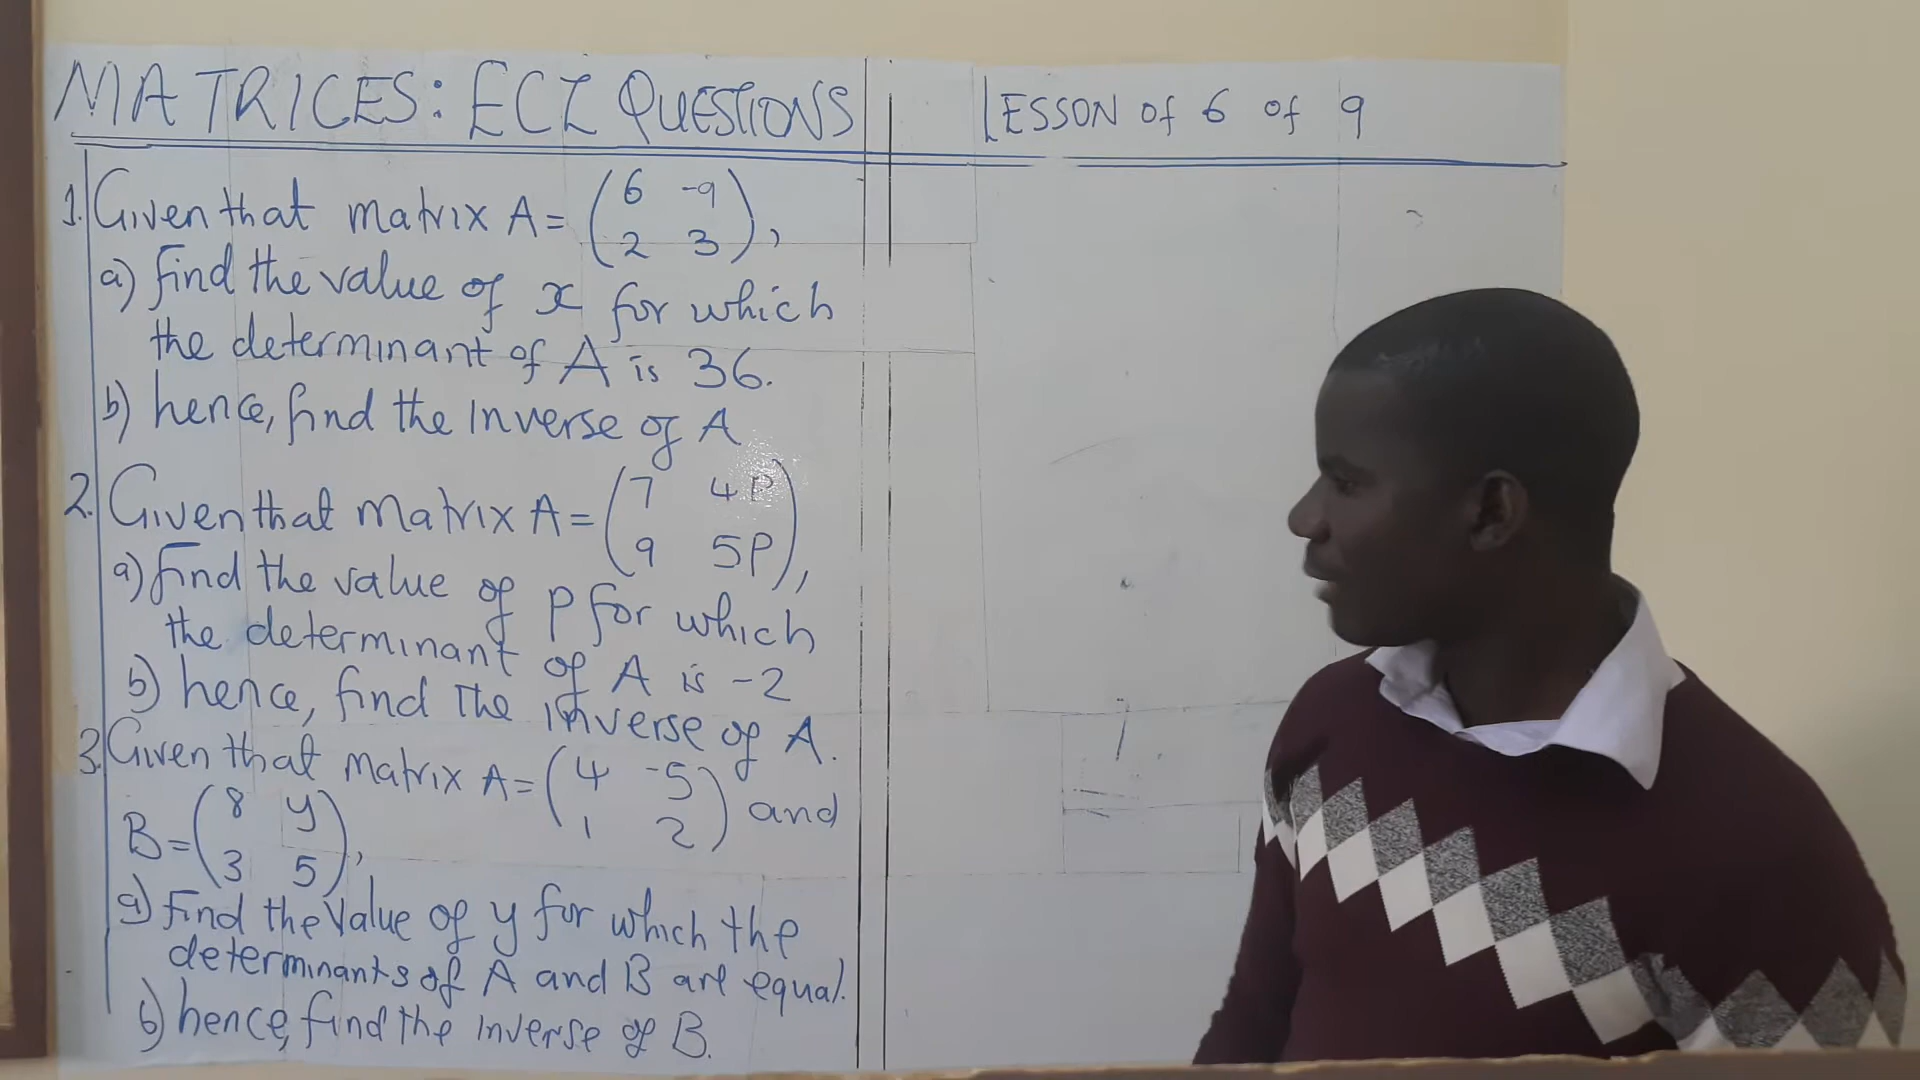 MATRICES: ECZ QUESTIONS
LESSON of 6 of 9
1. Given that matrix A= (6 -9
2 3),
a) find the value of x for which
the determinant of A is 36.
b) hence, find the inverse of A
2. Given that matrix A= (7 4P
9 5P),
a) find the value of p for which
the determinant of A is -2
b) hence, find the inverse of A.
3. Given that matrix A= (4 -5
1 2) and
B= (8 y
3 5),
a) find the value of y for which the
determinants of A and B are equal.
b) hence, find the inverse of B.